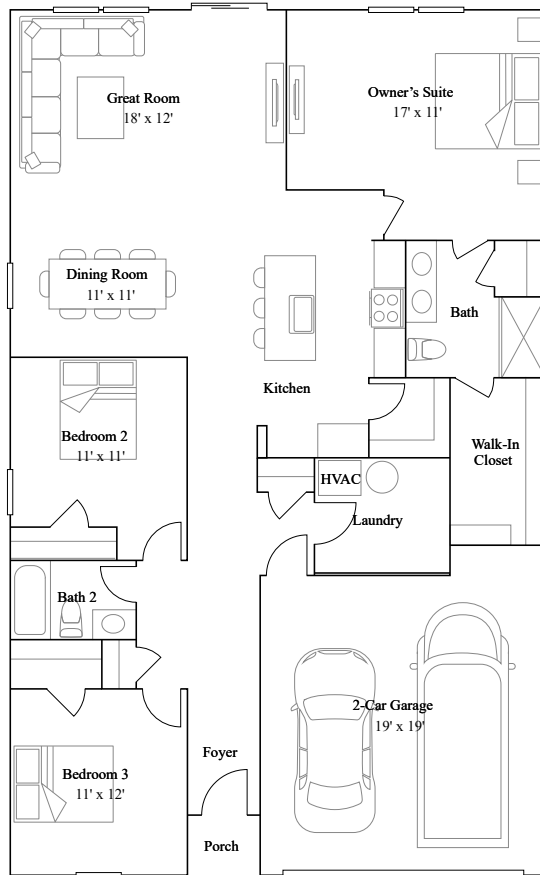 Great Room
18' x 12'
Owner’s Suite
17' x 11'
Dining Room
11' x 11'
Bath
Kitchen
Bedroom 2
11' x 11'
Walk-In
Closet
HVAC
Laundry
Bath 2
2-Car Garage
19' x 19'
Foyer
Bedroom 3
11' x 12'
Porch